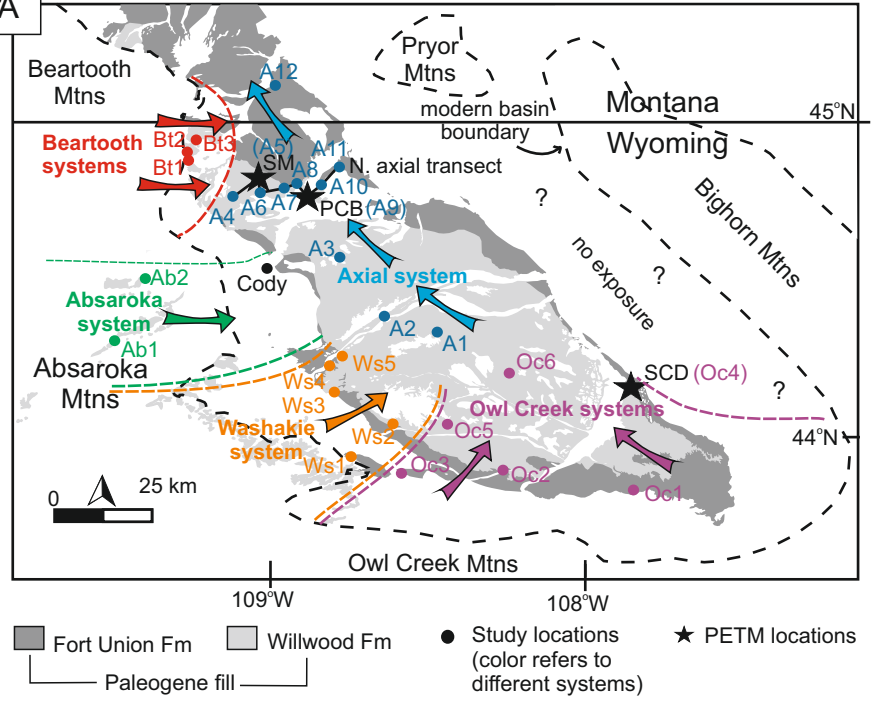 A
Beartooth
Mtns
Pryor
Mtns
A12
modern basin
boundary
Montana
Wyoming
45°N
Beartooth
systems
Bt2
Bt3
Bt1
(A5)
SM
A11
A8
N. axial transect
A10
A4
A6
A7
PCB (A9)
?
Bighorn Mtns
no exposure
?
A3
Axial system
Cody
Ab2
Absaroka
system
Ab1
A2
A1
Absaroka
Mtns
Ws5
Ws4
Ws3
Oc6
SCD (Oc4)
?
Owl Creek systems
Washakie
system
Ws2
Oc5
44°N
Ws1
Oc3
Oc2
Oc1
0
25 km
Owl Creek Mtns
109°W
108°W
Fort Union Fm
Willwood Fm
Paleogene fill
Study locations
(color refers to
different systems)
PETM locations